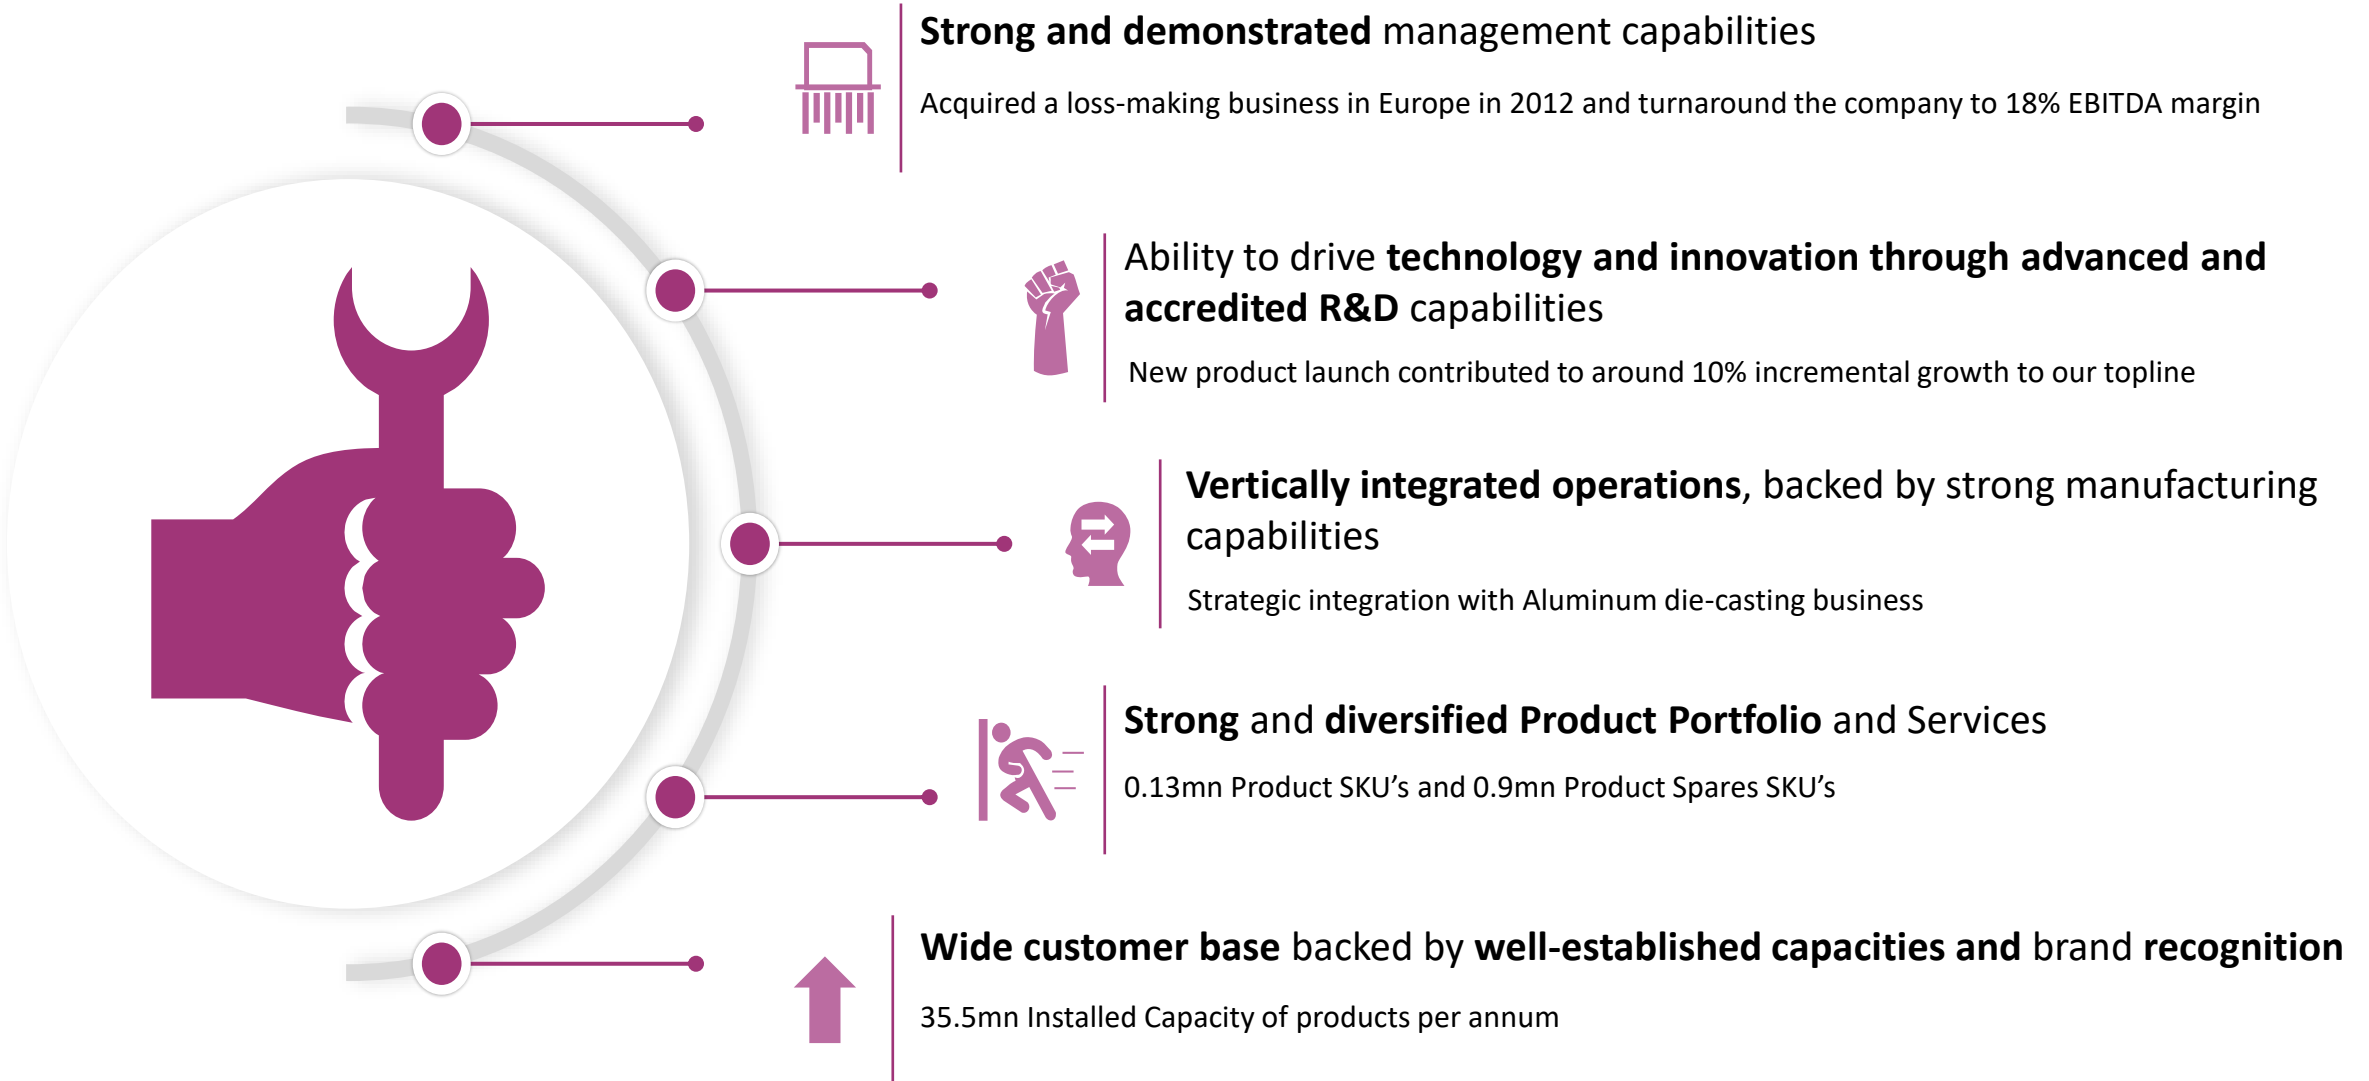 Strong and demonstrated management capabilities
Acquired a loss-making business in Europe in 2012 and turnaround the company to 18% EBITDA margin
Ability to drive technology and innovation through advanced and
accredited R&D capabilities
New product launch contributed to around 10% incremental growth to our topline
Vertically integrated operations, backed by strong manufacturing
capabilities
Strategic integration with Aluminum die-casting business
Strong and diversified Product Portfolio and Services
0.13mn Product SKU’s and 0.9mn Product Spares SKU’s
Wide customer base backed by well-established capacities and brand recognition
35.5mn Installed Capacity of products per annum